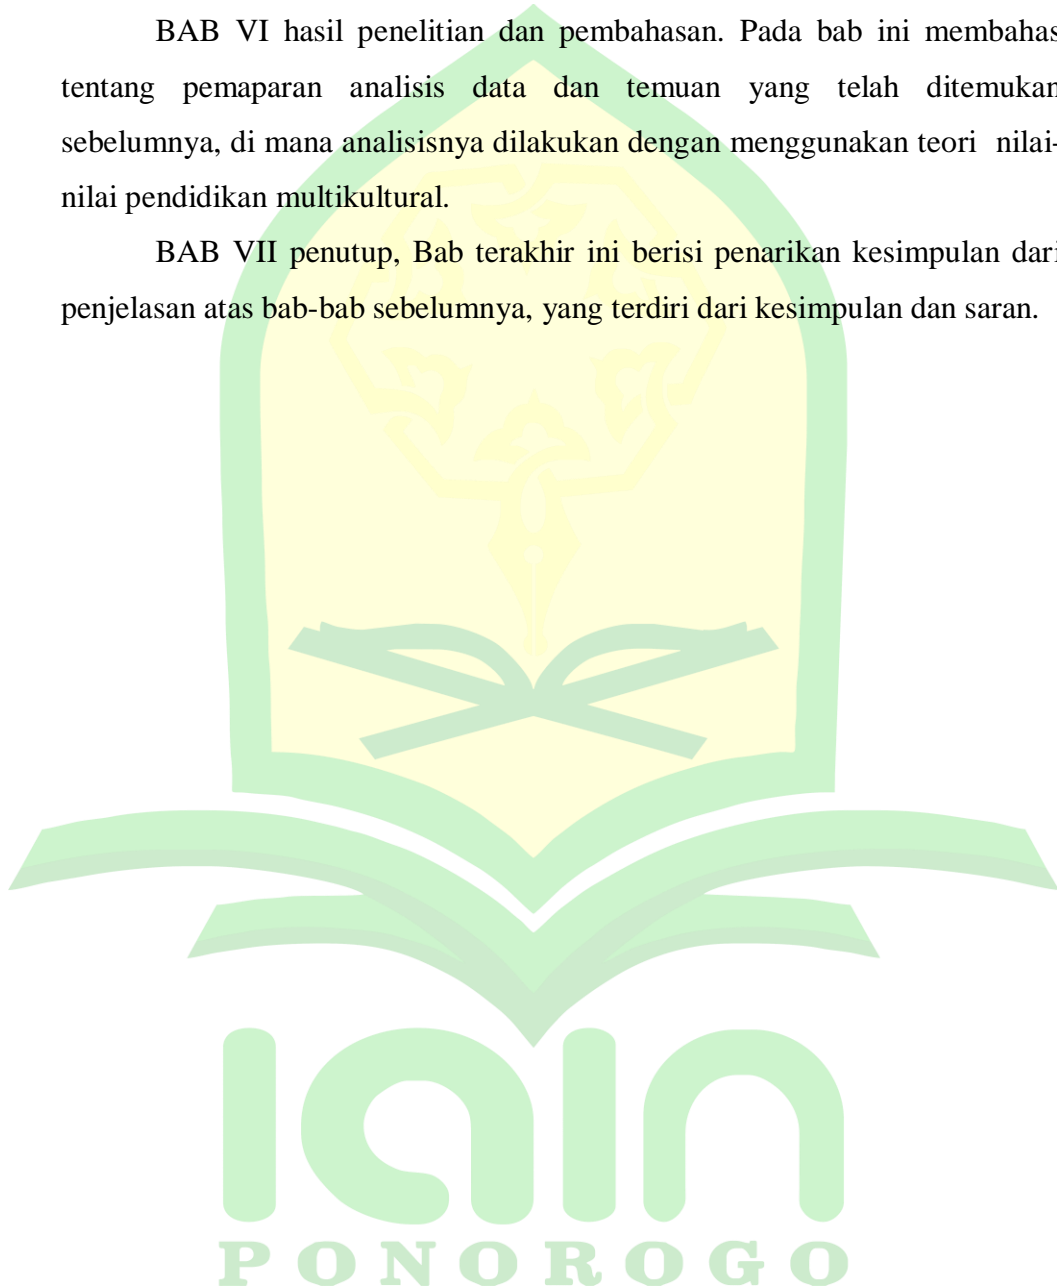 BAB VI hasil penelitian dan pembahasan. Pada bab ini membahas
tentang pemaparan analisis data dan temuan yang telah ditemukan
sebelumnya, di mana analisisnya dilakukan dengan menggunakan teori nilai-
nilai pendidikan multikultural.
BAB VII penutup, Bab terakhir ini berisi penarikan kesimpulan dari
penjelasan atas bab-bab sebelumnya, yang terdiri dari kesimpulan dan saran.
iain
PONOROGO